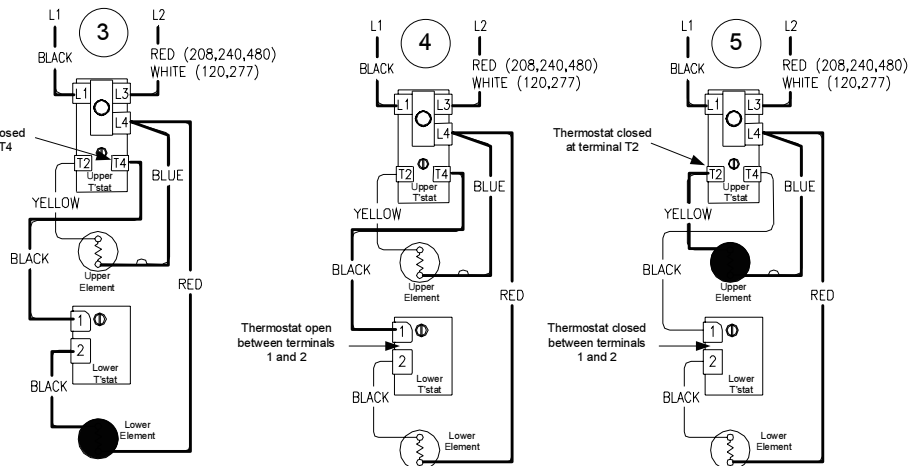 L1
3
L2
BLACK
RED (208,240,480)
WHITE (120,277)
L1
L3
L4
T4
T2
T4
Upper
T'stat
BLUE
YELLOW
Upper
Element
BLACK
RED
1
2
Lower
T'stat
BLACK
Lower
Element
L1
4
L2
BLACK
RED (208,240,480)
WHITE (120,277)
L1
L3
L4
T2
T4
Upper
T'stat
BLUE
YELLOW
Upper
Element
BLACK
RED
Thermostat open
between terminals
1 and 2
1
2
Lower
T'stat
BLACK
Lower
Element
L1
5
L2
BLACK
RED (208,240,480)
WHITE (120,277)
L1
L3
L4
Thermostat closed
at terminal T2
T2
T4
Upper
T'stat
BLUE
YELLOW
Upper
Element
BLACK
RED
Thermostat closed
between terminals
1 and 2
1
2
Lower
T'stat
BLACK
Lower
Element